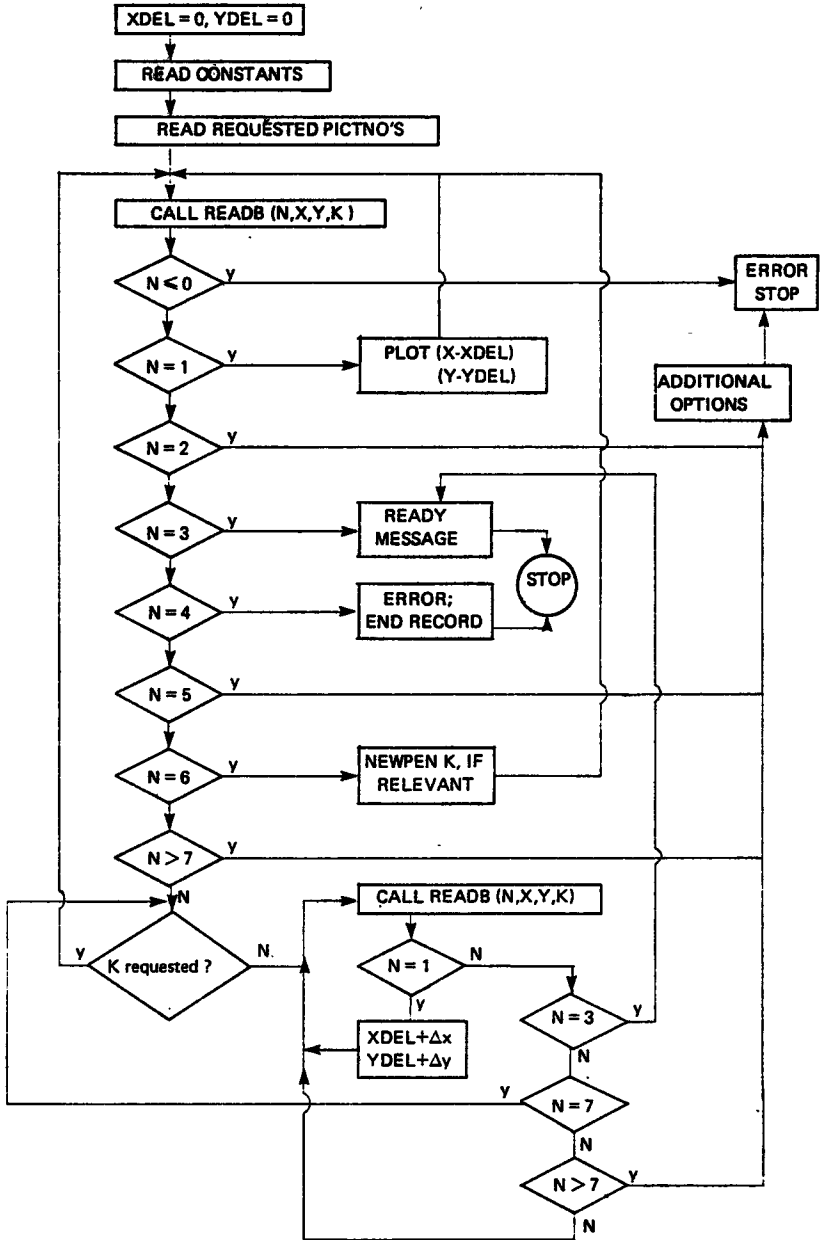 XDEL = 0, YDEL = 0
READ CONSTANTS
READ REQUESTED PICTNO'S
CALL READB (N,X,Y,K )
N ⩽ 0
y
ERROR
STOP
N = 1
y
PLOT (X-XDEL)
(Y-YDEL)
ADDITIONAL
OPTIONS
N = 2
y
N = 3
y
READY
MESSAGE
STOP
N = 4
y
ERROR;
END RECORD
N = 5
y
N = 6
y
NEWPEN K, IF
RELEVANT
N > 7
y
N
CALL READB (N,X,Y,K)
y
K requested ?
N.
N = 1
N
y
XDEL+Δx
YDEL+Δy
N = 3
y
N
y
N = 7
N
N > 7
y
N